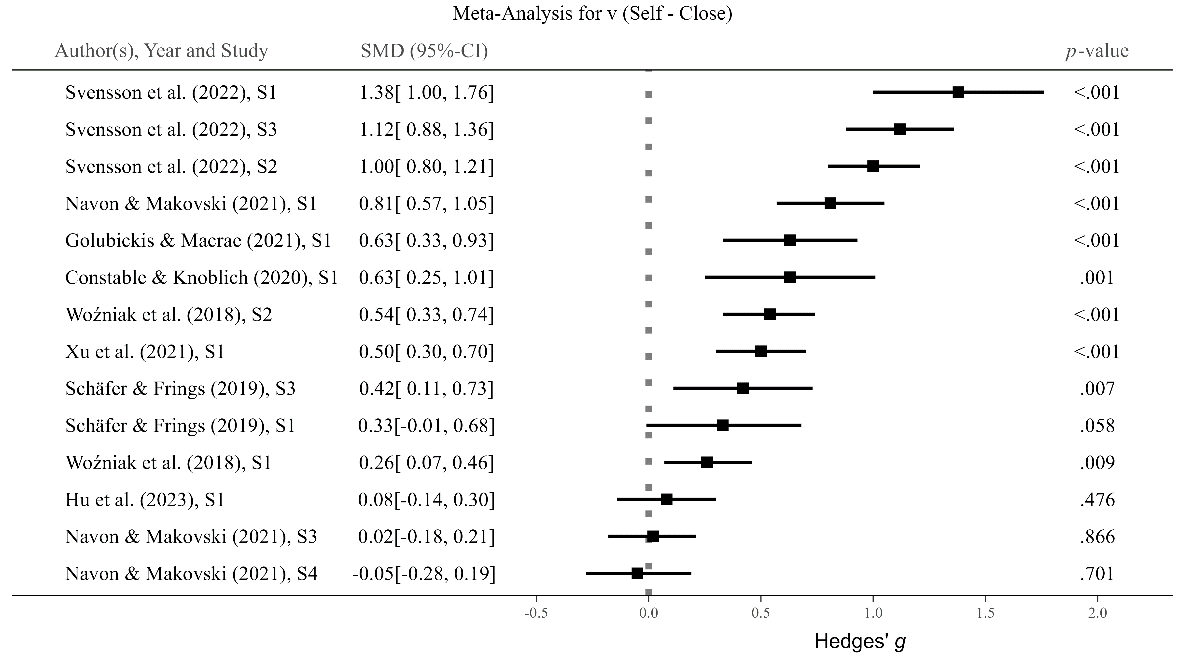 Meta-Analysis for v (Self - Close)
Author(s), Year and Study SMD (95%-CI) p-value
Svensson et al. (2022), S1 1.38[ 1.00, 1.76] <.001
Svensson et al. (2022), S3 1.12[ 0.88, 1.36] <.001
Svensson et al. (2022), S2 1.00[ 0.80, 1.21] <.001
Navon & Makovski (2021), S1 0.81[ 0.57, 1.05] <.001
Golubickis & Macrae (2021), S1 0.63[ 0.33, 0.93] <.001
Constable & Knoblich (2020), S1 0.63[ 0.25, 1.01] .001
Woźniak et al. (2018), S2 0.54[ 0.33, 0.74] <.001
Xu et al. (2021), S1 0.50[ 0.30, 0.70] <.001
Schäfer & Frings (2019), S3 0.42[ 0.11, 0.73] .007
Schäfer & Frings (2019), S1 0.33[-0.01, 0.68] .058
Woźniak et al. (2018), S1 0.26[ 0.07, 0.46] .009
Hu et al. (2023), S1 0.08[-0.14, 0.30] .476
Navon & Makovski (2021), S3 0.02[-0.18, 0.21] .866
Navon & Makovski (2021), S4 -0.05[-0.28, 0.19] .701
-0.5 0.0 0.5 1.0 1.5 2.0
Hedges' g